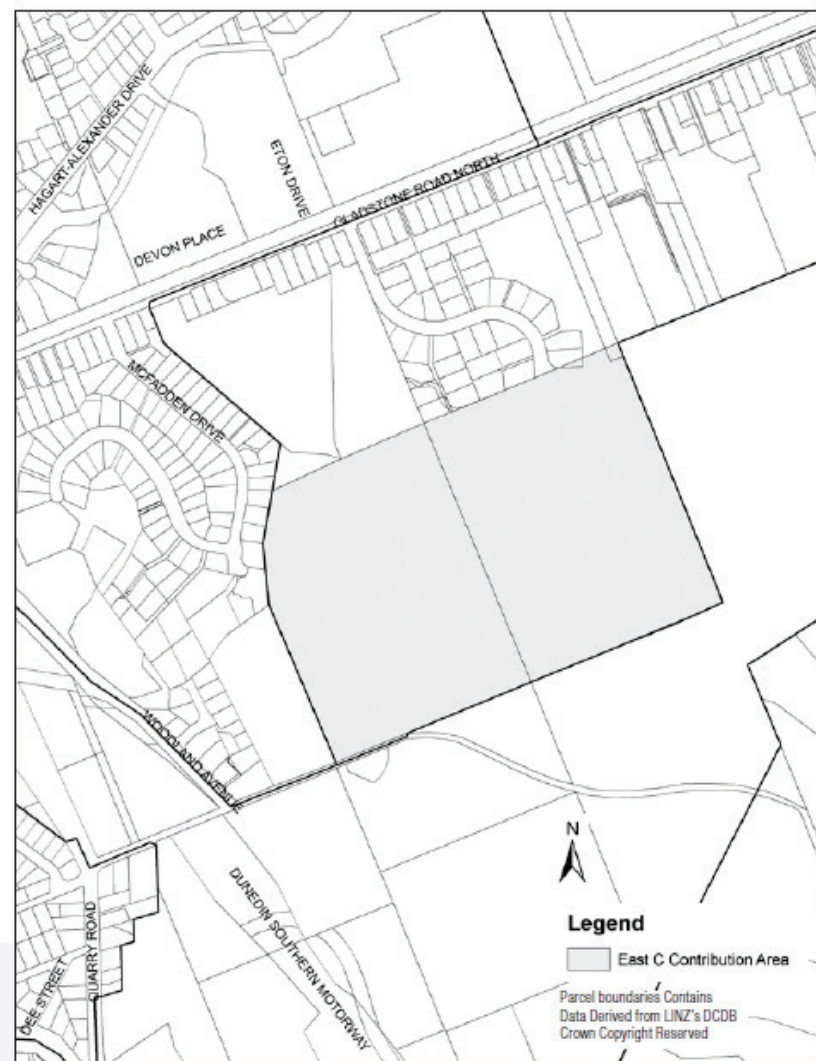 HAGART-ALEXANDER DRIVE
ETON DRIVE
GLADSTONE ROAD NORTH
DEVON PLACE
MCFADDEN DRIVE
WOODLAND AVENUE
DUNEDIN SOUTHERN MOTORWAY
QUARRY ROAD
DEE STREET
N
Legend
East C Contribution Area
Parcel boundaries Contains
Data Derived from LINZ's DCDB
Crown Copyright Reserved